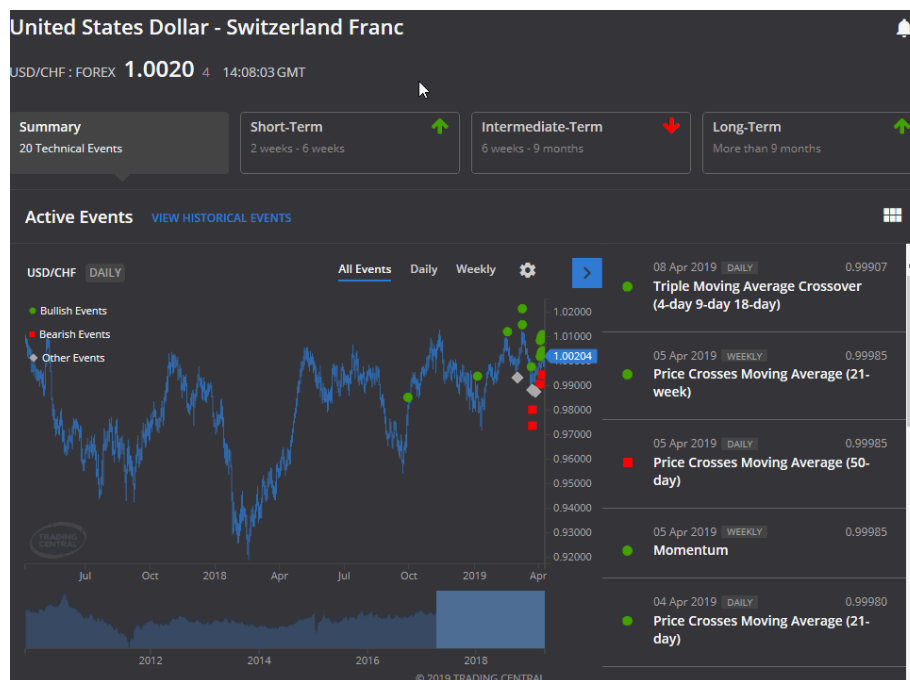 United States Dollar - Switzerland Franc
USD/CHF : FOREX 1.0020 4 14:08:03 GMT
Summary
20 Technical Events
Short-Term
2 weeks - 6 weeks
Intermediate-Term
6 weeks - 9 months
Long-Term
More than 9 months
Active Events VIEW HISTORICAL EVENTS
USD/CHF DAILY
All Events Daily Weekly
Bullish Events
Bearish Events
Other Events
1.02000
1.01000
1.00204
0.99000
0.98000
0.97000
0.96000
0.95000
0.94000
0.93000
0.92000
Jul Oct 2018 Apr Jul Oct 2019 Apr
TRADING
CENTRAL
2012 2014 2016 2018
© 2019 TRADING CENTRAL
08 Apr 2019 DAILY 0.99907
Triple Moving Average Crossover
(4-day 9-day 18-day)
05 Apr 2019 WEEKLY 0.99985
Price Crosses Moving Average (21-
week)
05 Apr 2019 DAILY 0.99985
Price Crosses Moving Average (50-
day)
05 Apr 2019 WEEKLY 0.99985
Momentum
04 Apr 2019 DAILY 0.99980
Price Crosses Moving Average (21-
day)